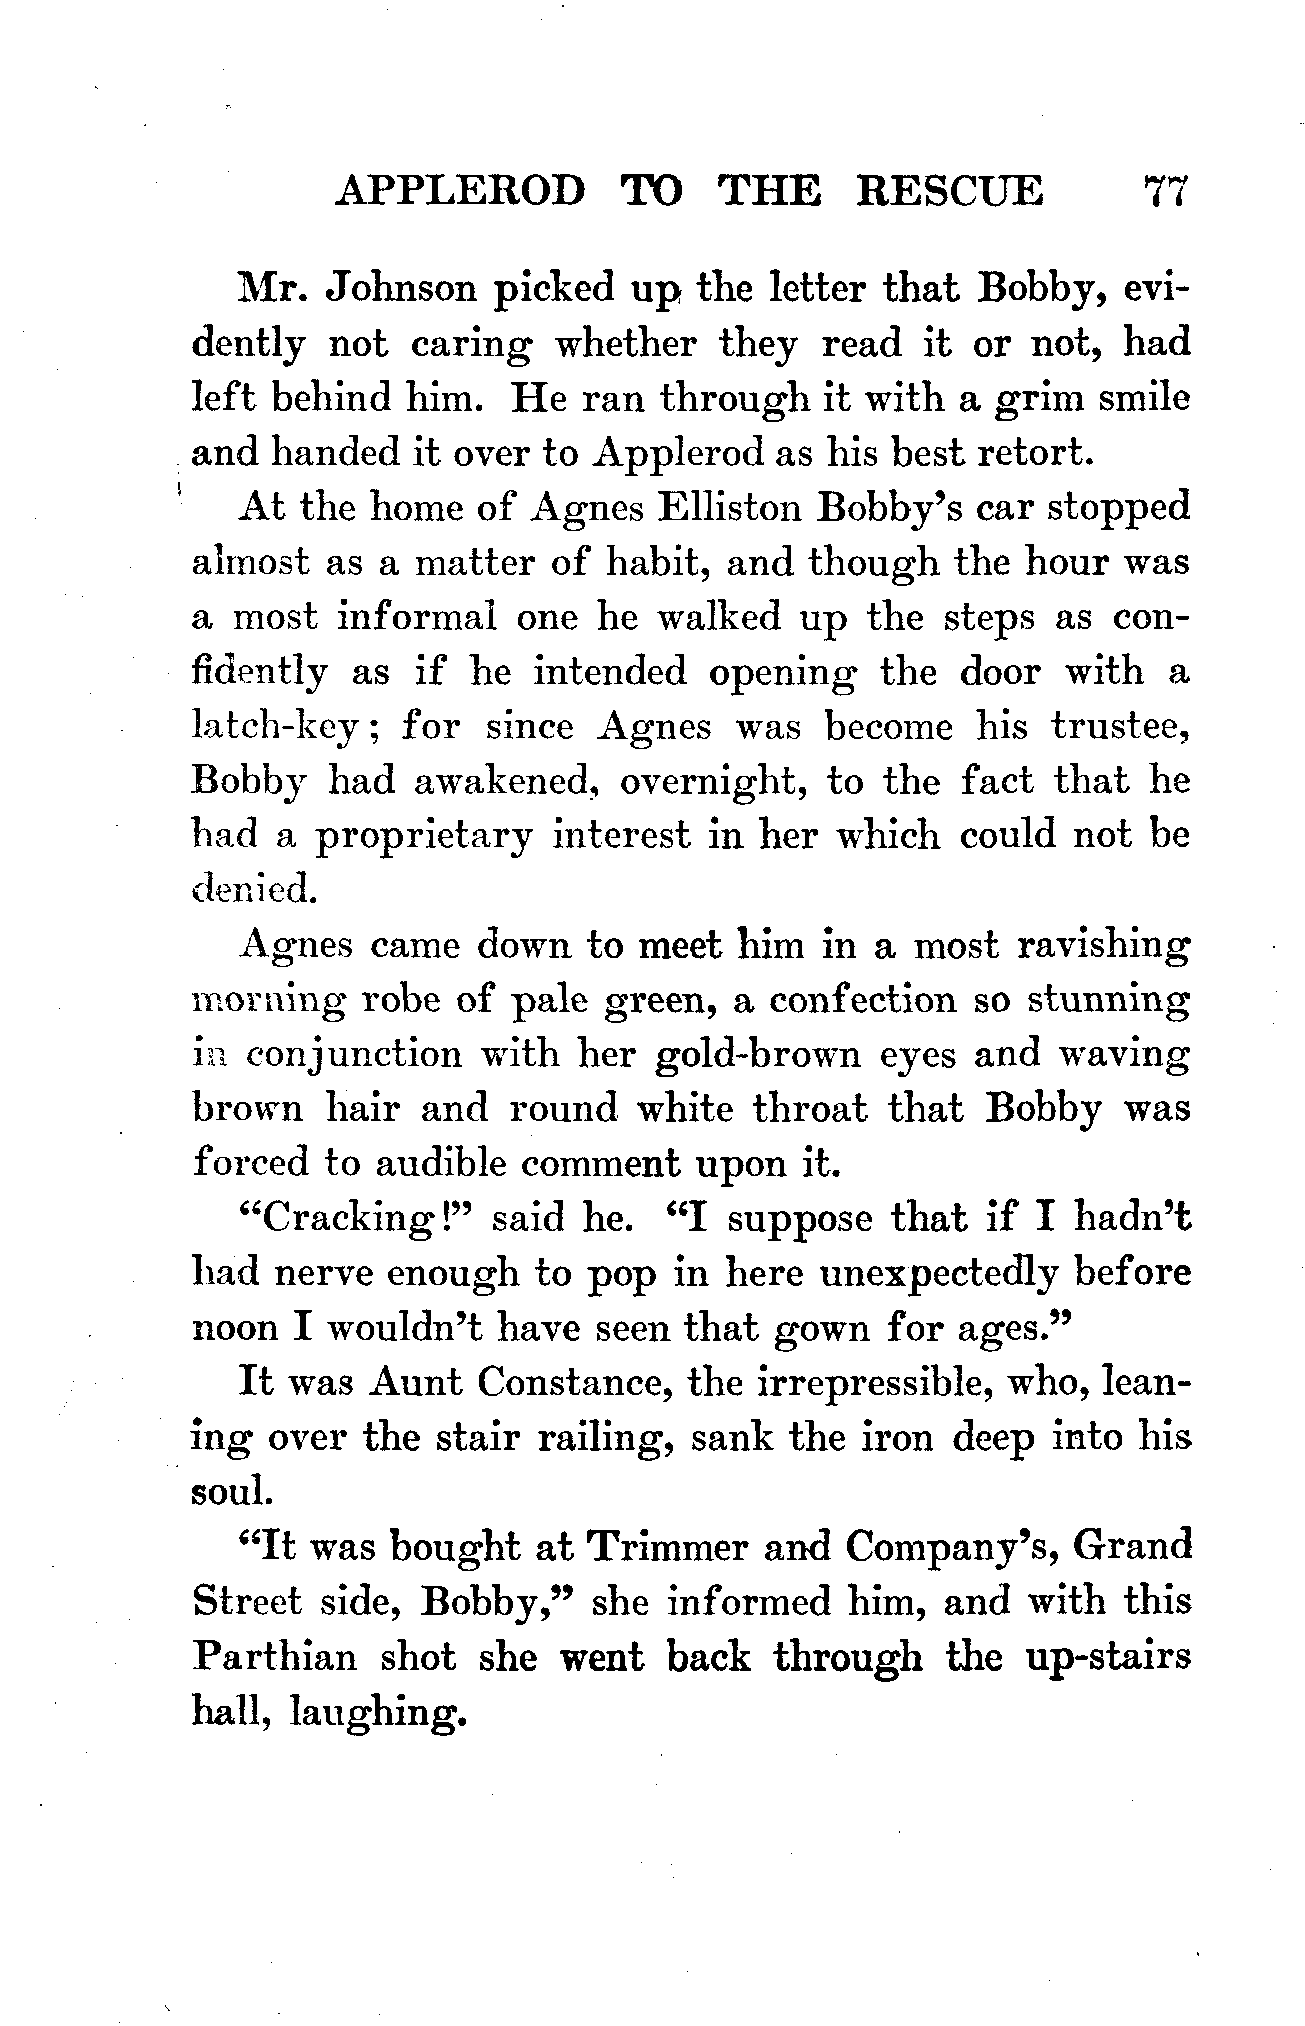 APPLEROD TO THE RESCUE 77
Mr. Johnson picked up the letter that Bobby, evi-
dently not caring whether they read it or not, had
left behind him. He ran through it with a grim smile
and handed it over to Applerod as his best retort.
At the home of Agnes Elliston Bobby's car stopped
almost as a matter of habit, and though the hour was
a most informal one he walked up the steps as con-
fidently as if he intended opening the door with a
latch-key; for since Agnes was become his trustee,
Bobby had awakened, overnight, to the fact that he
had a proprietary interest in her which could not be
denied.
Agnes came down to meet him in a most ravishing
morning robe of pale green, a confection so stunning
in conjunction with her gold-brown eyes and waving
brown hair and round white throat that Bobby was
forced to audible comment upon it.
"Cracking!" said he. "I suppose that if I hadn't
had nerve enough to pop in here unexpectedly before
noon I wouldn't have seen that gown for ages."
It was Aunt Constance, the irrepressible, who, lean-
ing over the stair railing, sank the iron deep into his
soul.
"It was bought at Trimmer and Company's, Grand
Street side, Bobby," she informed him, and with this
Parthian shot she went back through the up-stairs
hall, laughing.